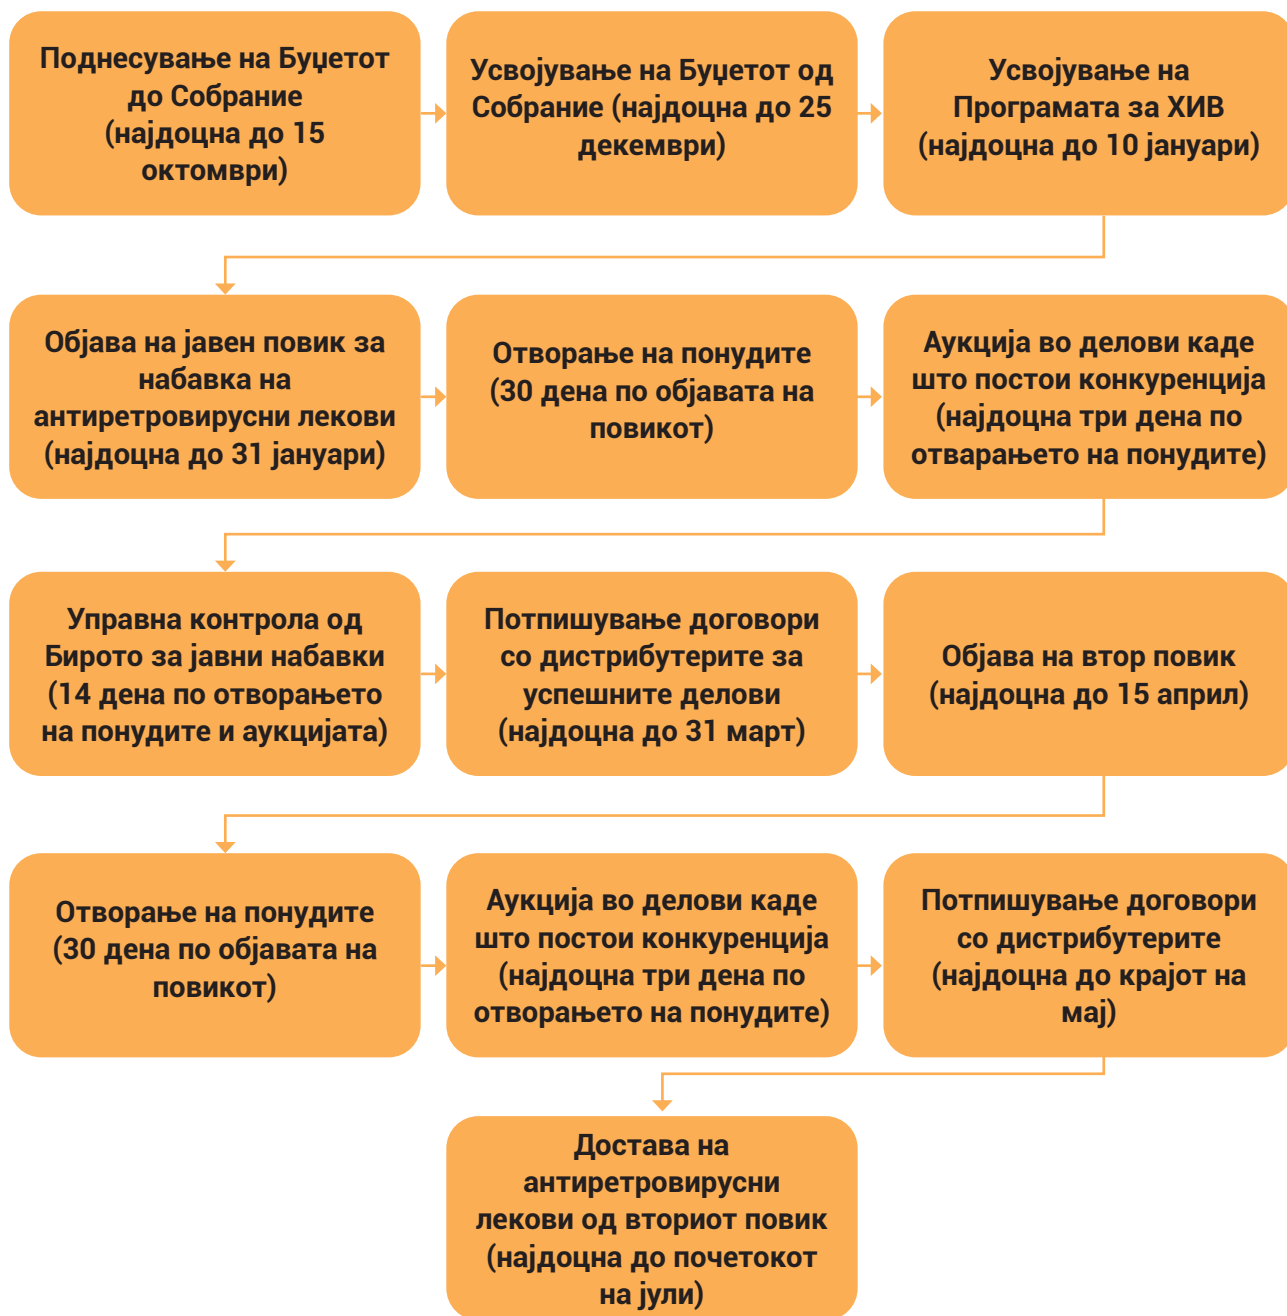 Поднесување на Буџетот
до Собрание
(најдоцна до 15
октомври)
Усвојување на Буџетот од
Собрание (најдоцна до 25
декември)
Усвојување на
Програмата за ХИВ
(најдоцна до 10 јануари)
Објава на јавен повик за
набавка на
антиретровирусни лекови
(најдоцна до 31 јануари)
Отворање на понудите
(30 дена по објавата на
повикот)
Аукција во делови каде
што постои конкуренција
(најдоцна три дена по
отварањето на понудите)
Управна контрола од
Бирото за јавни набавки
(14 дена по отворањето
на понудите и аукцијата)
Потпишување договори
со дистрибутерите за
успешните делови
(најдоцна до 31 март)
Објава на втор повик
(најдоцна до 15 април)
Отворање на понудите
(30 дена по објавата на
повикот)
Аукција во делови каде
што постои конкуренција
(најдоцна три дена по
отворањето на понудите)
Потпишување договори
со дистрибутерите
(најдоцна до крајот на
мај)
Достава на
антиретровирусни
лекови од вториот повик
(најдоцна до почетокот
на јули)